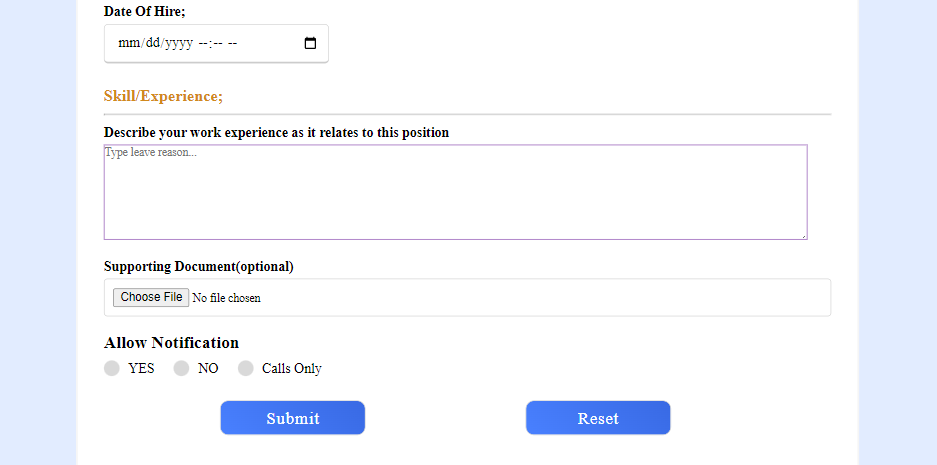 Date Of Hire;
mm/dd/yyyy --:-- --
Skill/Experience;
Describe your work experience as it relates to this position
Type leave reason...
Supporting Document(optional)
Choose File No file chosen
Allow Notification
YES NO Calls Only
Submit Reset